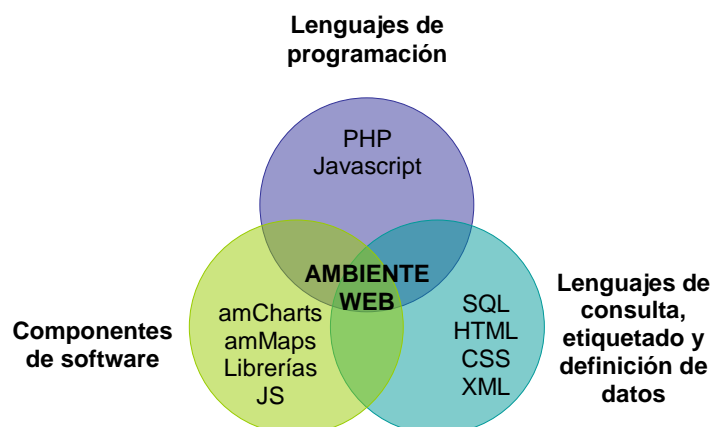 Lenguajes de
programación
PHP
Javascript
AMBIENTE
WEB
Componentes
de software
amCharts
amMaps
Librerías
JS
SQL
HTML
CSS
XML
Lenguajes de
consulta,
etiquetado y
definición de
datos